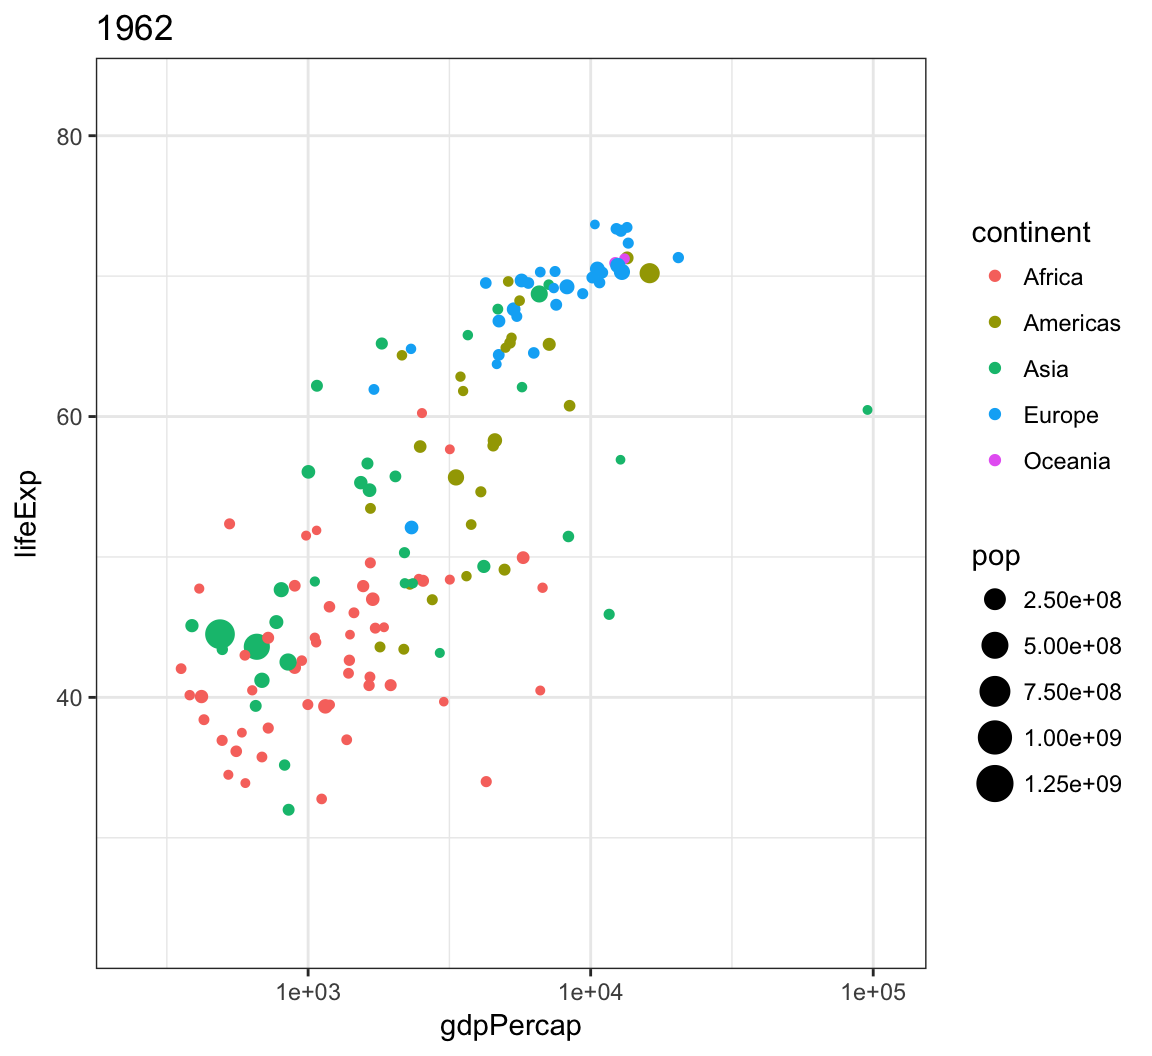 1962
lifeExp
80
60
40
1e+03
1e+04
1e+05
gdpPercap
continent
Africa
Americas
Asia
Europe
Oceania
pop
2.50e+08
5.00e+08
7.50e+08
1.00e+09
1.25e+09